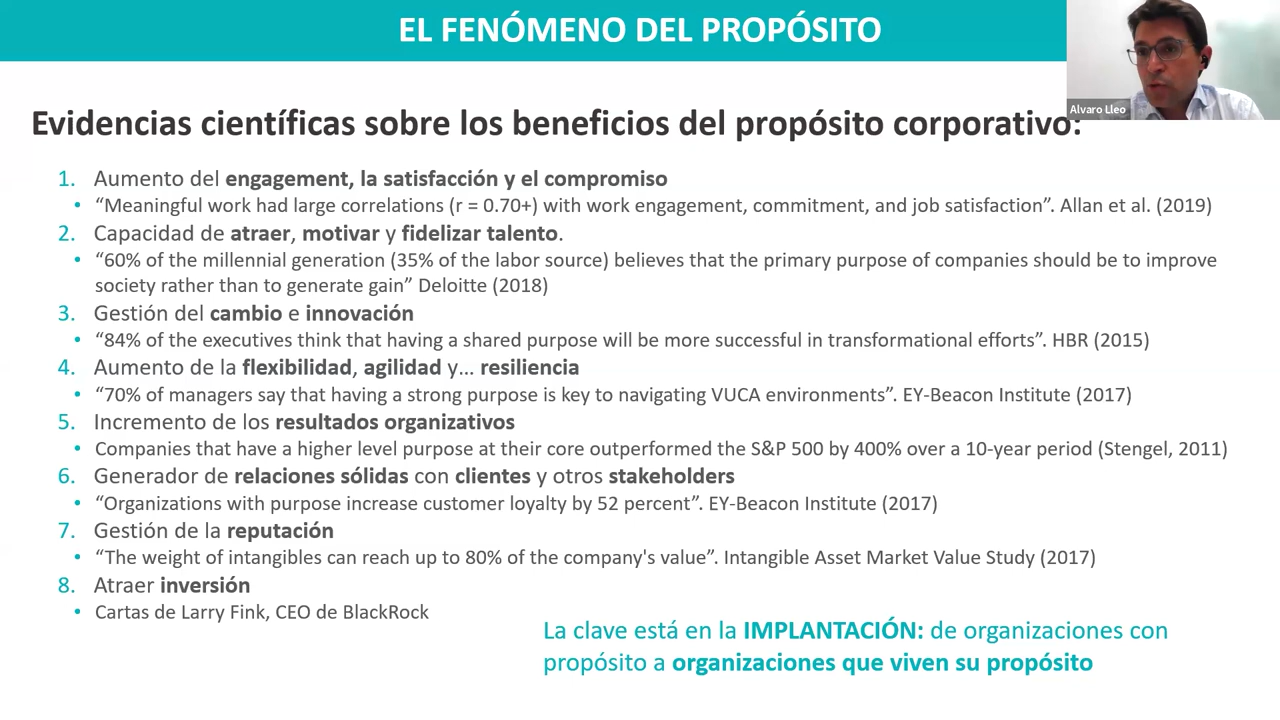 EL FENÓMENO DEL PROPÓSITO
Alvaro Lleo
Evidencias científicas sobre los beneficios del propósito corporativo:
1. Aumento del engagement, la satisfacción y el compromiso
• “Meaningful work had large correlations (r = 0.70+) with work engagement, commitment, and job satisfaction”. Allan et al. (2019)
2. Capacidad de atraer, motivar y fidelizar talento.
• “60% of the millennial generation (35% of the labor source) believes that the primary purpose of companies should be to improve
society rather than to generate gain” Deloitte (2018)
3. Gestión del cambio e innovación
• “84% of the executives think that having a shared purpose will be more successful in transformational efforts”. HBR (2015)
4. Aumento de la flexibilidad, agilidad y… resiliencia
• “70% of managers say that having a strong purpose is key to navigating VUCA environments”. EY-Beacon Institute (2017)
5. Incremento de los resultados organizativos
• Companies that have a higher level purpose at their core outperformed the S&P 500 by 400% over a 10-year period (Stengel, 2011)
6. Generador de relaciones sólidas con clientes y otros stakeholders
• “Organizations with purpose increase customer loyalty by 52 percent”. EY-Beacon Institute (2017)
7. Gestión de la reputación
• “The weight of intangibles can reach up to 80% of the company's value”. Intangible Asset Market Value Study (2017)
8. Atraer inversión
• Cartas de Larry Fink, CEO de BlackRock
La clave está en la IMPLANTACIÓN: de organizaciones con
propósito a organizaciones que viven su propósito